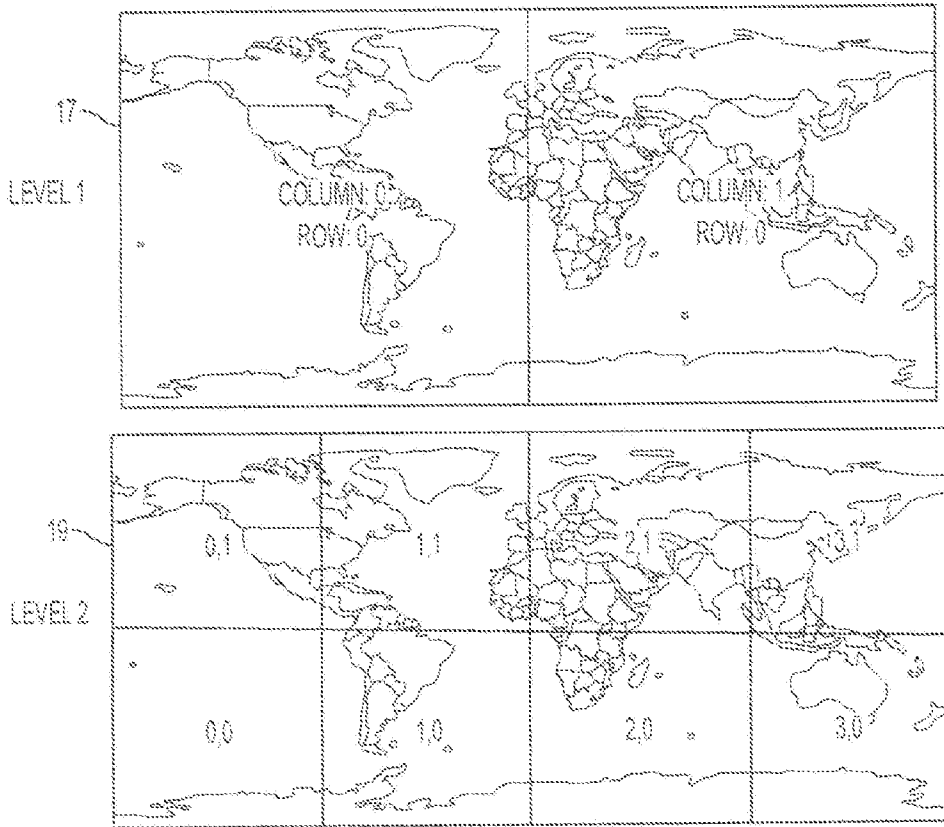 17
LEVEL 1
COLUMN: 0
ROW: 0
COLUMN: 1
ROW: 0
19
LEVEL 2
0,1
1,1
2,1
3,1
0,0
1,0
2,0
3,0